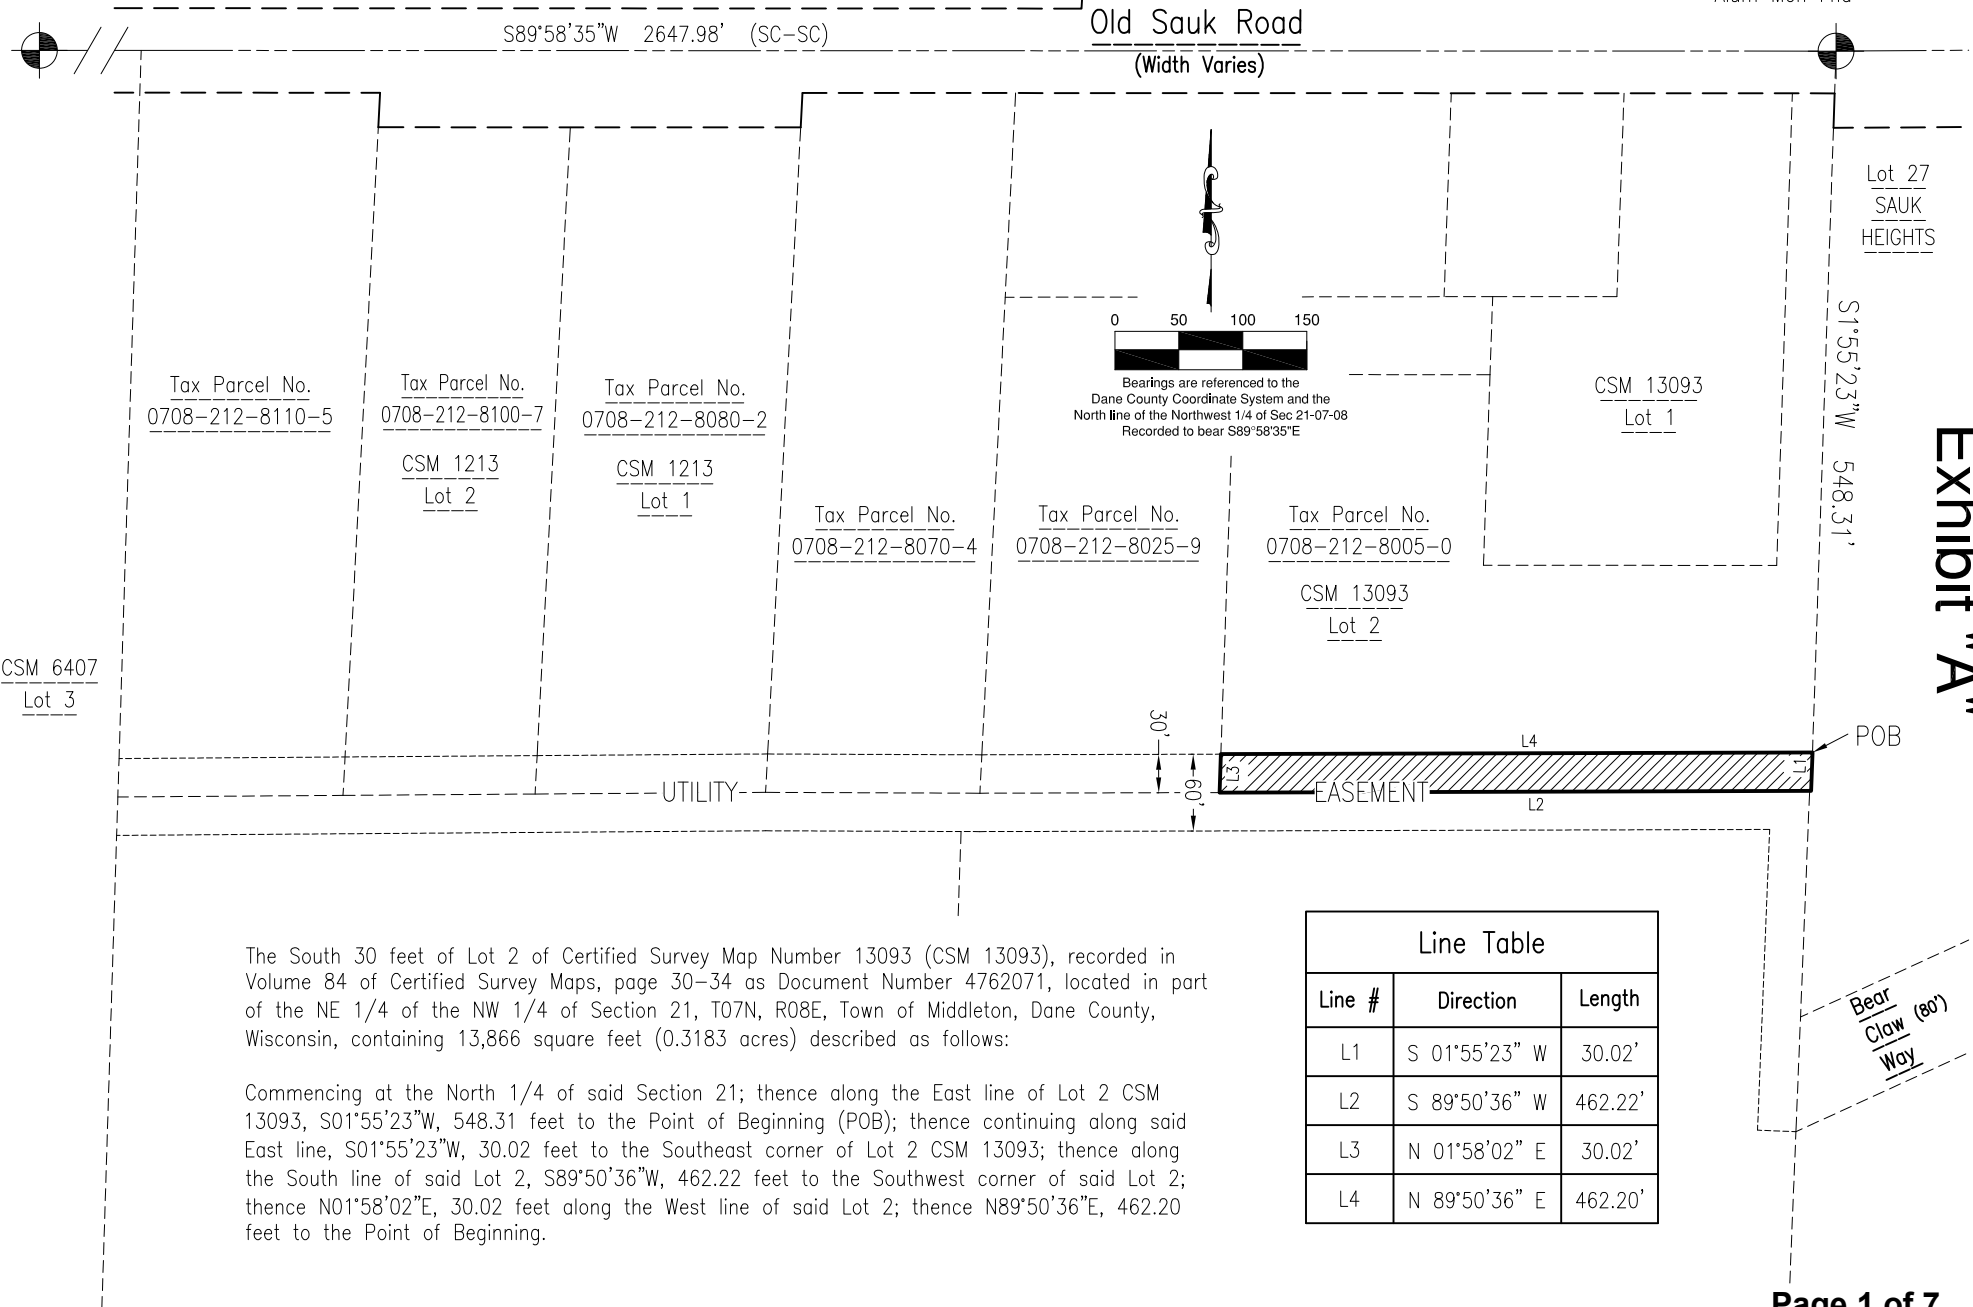 S89°58'35"W 2647.98' (SC-SC)
Old Sauk Road
(Width Varies)
Lot 27
SAUK
HEIGHTS
S1°55'23"W 548.31'
0 50 100 150
Bearings are referenced to the
Dane County Coordinate System and the
North line of the Northwest 1/4 of Sec 21-07-08
Recorded to bear S89°58'35"E
Tax Parcel No.
0708-212-8110-5
Tax Parcel No.
0708-212-8100-7
CSM 1213
Lot 2
Tax Parcel No.
0708-212-8080-2
CSM 1213
Lot 1
Tax Parcel No.
0708-212-8070-4
Tax Parcel No.
0708-212-8025-9
Tax Parcel No.
0708-212-8005-0
CSM 13093
Lot 2
CSM 13093
Lot 1
Exhibit "A"
CSM 6407
Lot 3
30'
60'
L4
POB
L3
L1
UTILITY
EASEMENT
L2
The South 30 feet of Lot 2 of Certified Survey Map Number 13093 (CSM 13093), recorded in
Volume 84 of Certified Survey Maps, page 30-34 as Document Number 4762071, located in part
of the NE 1/4 of the NW 1/4 of Section 21, T07N, R08E, Town of Middleton, Dane County,
Wisconsin, containing 13,866 square feet (0.3183 acres) described as follows:
Commencing at the North 1/4 of said Section 21; thence along the East line of Lot 2 CSM
13093, S01°55'23"W, 548.31 feet to the Point of Beginning (POB); thence continuing along said
East line, S01°55'23"W, 30.02 feet to the Southeast corner of Lot 2 CSM 13093; thence along
the South line of said Lot 2, S89°50'36"W, 462.22 feet to the Southwest corner of said Lot 2;
thence N01°58'02"E, 30.02 feet along the West line of said Lot 2; thence N89°50'36"E, 462.20
feet to the Point of Beginning.
Line Table
Line # Direction Length
L1 S 01°55'23" W 30.02'
L2 S 89°50'36" W 462.22'
L3 N 01°58'02" E 30.02'
L4 N 89°50'36" E 462.20'
Bear
Claw (80')
Way
Page 1 of 7